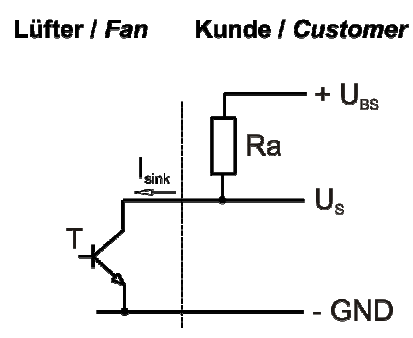 Lüfter / Fan Kunde / Customer
+ U_BS
Ra
I_sink
U_S
T
- GND